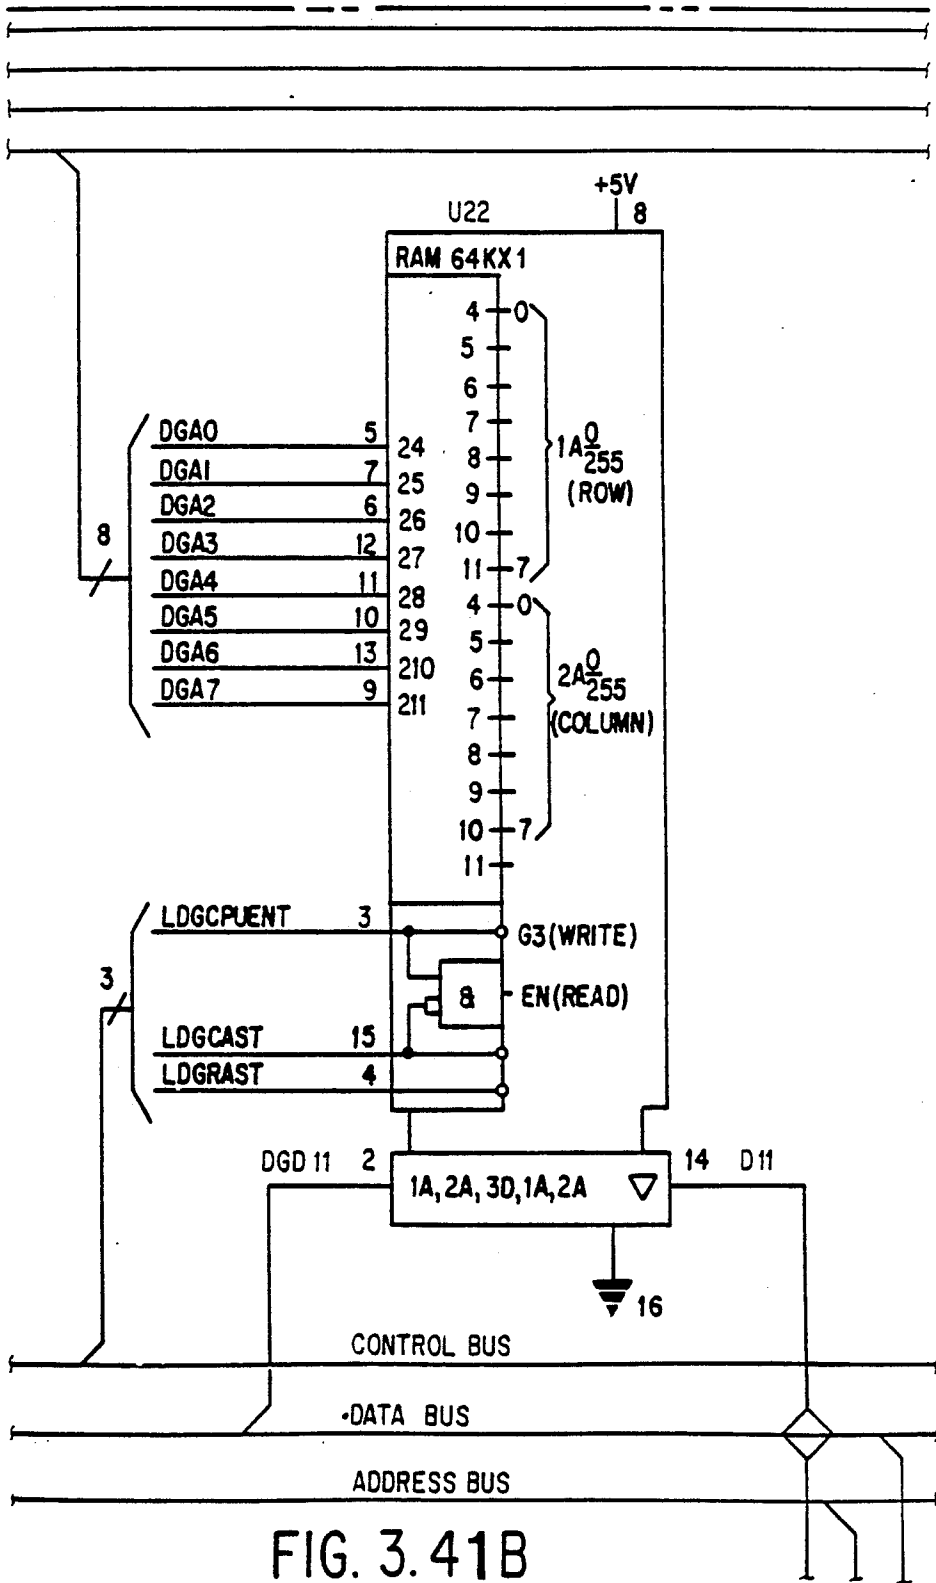 +5V
U22 8
RAM 64KX1
4 0
5
6
7
8
9
10
11 7
1A 0/255
(ROW)
4 0
5
6
7
8
9
10 7
11
2A 0/255
(COLUMN)
8
DGA0 5 24
DGA1 7 25
DGA2 6 26
DGA3 12 27
DGA4 11 28
DGA5 10 29
DGA6 13 210
DGA7 9 211
3
LDGCPUENT 3 G3(WRITE)
& EN(READ)
LDGCAST 15
LDGRAST 4
DGD11 2 14 D11
1A, 2A, 3D, 1A, 2A
16
CONTROL BUS
DATA BUS
ADDRESS BUS
FIG. 3.41B